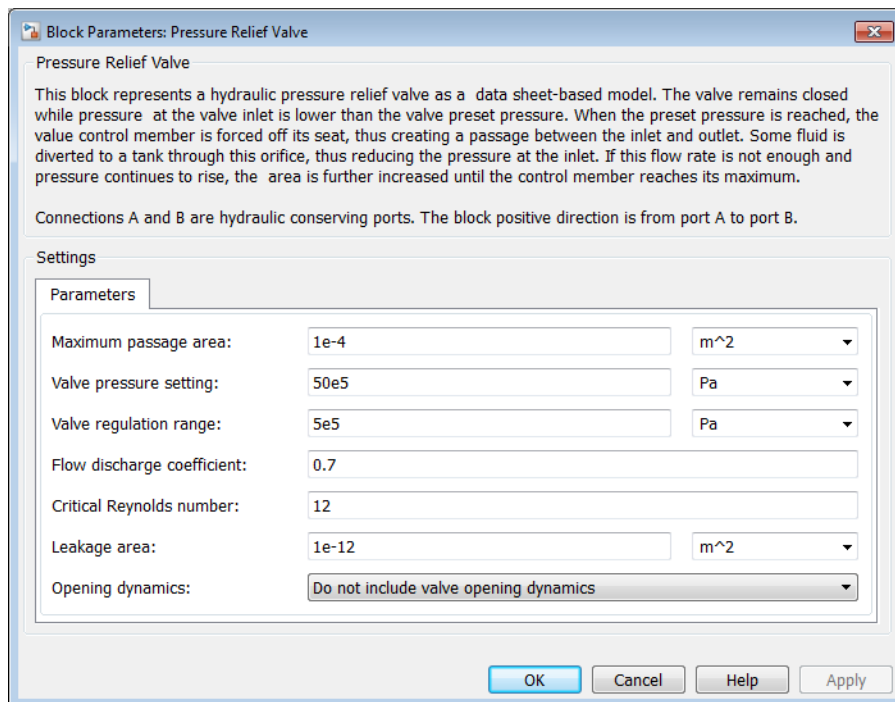 Block Parameters: Pressure Relief Valve
Pressure Relief Valve
This block represents a hydraulic pressure relief valve as a  data sheet-based model. The valve remains closed
while pressure  at the valve inlet is lower than the valve preset pressure. When the preset pressure is reached, the
value control member is forced off its seat, thus creating a passage between the inlet and outlet. Some fluid is
diverted to a tank through this orifice, thus reducing the pressure at the inlet. If this flow rate is not enough and
pressure continues to rise, the  area is further increased until the control member reaches its maximum.
Connections A and B are hydraulic conserving ports. The block positive direction is from port A to port B.
Settings
Parameters
Maximum passage area: 1e-4 m^2
Valve pressure setting: 50e5 Pa
Valve regulation range: 5e5 Pa
Flow discharge coefficient: 0.7
Critical Reynolds number: 12
Leakage area: 1e-12 m^2
Opening dynamics: Do not include valve opening dynamics
OK Cancel Help Apply